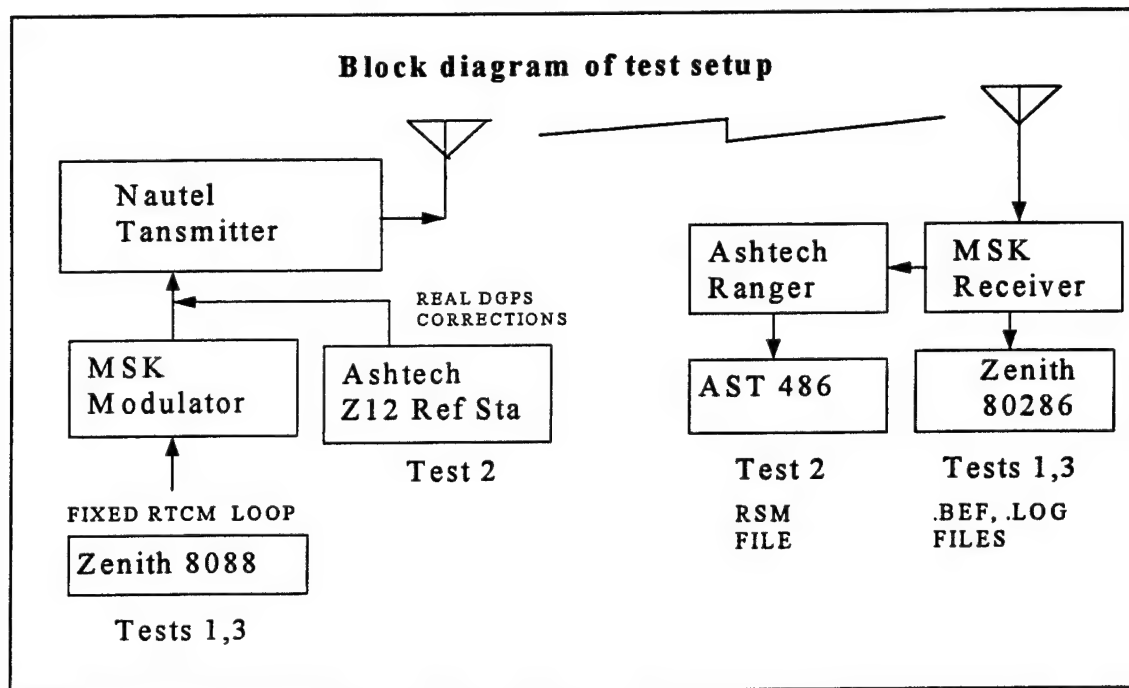 Block diagram of test setup
Nautel
Tansmitter
REAL DGPS
CORRECTIONS
MSK
Modulator
Ashtech
Z12 Ref Sta
Test 2
FIXED RTCM LOOP
Zenith 8088
Tests 1,3
Ashtech
Ranger
MSK
Receiver
AST 486
Zenith
80286
Test 2
Tests 1,3
RSM
FILE
.BEF, .LOG
FILES